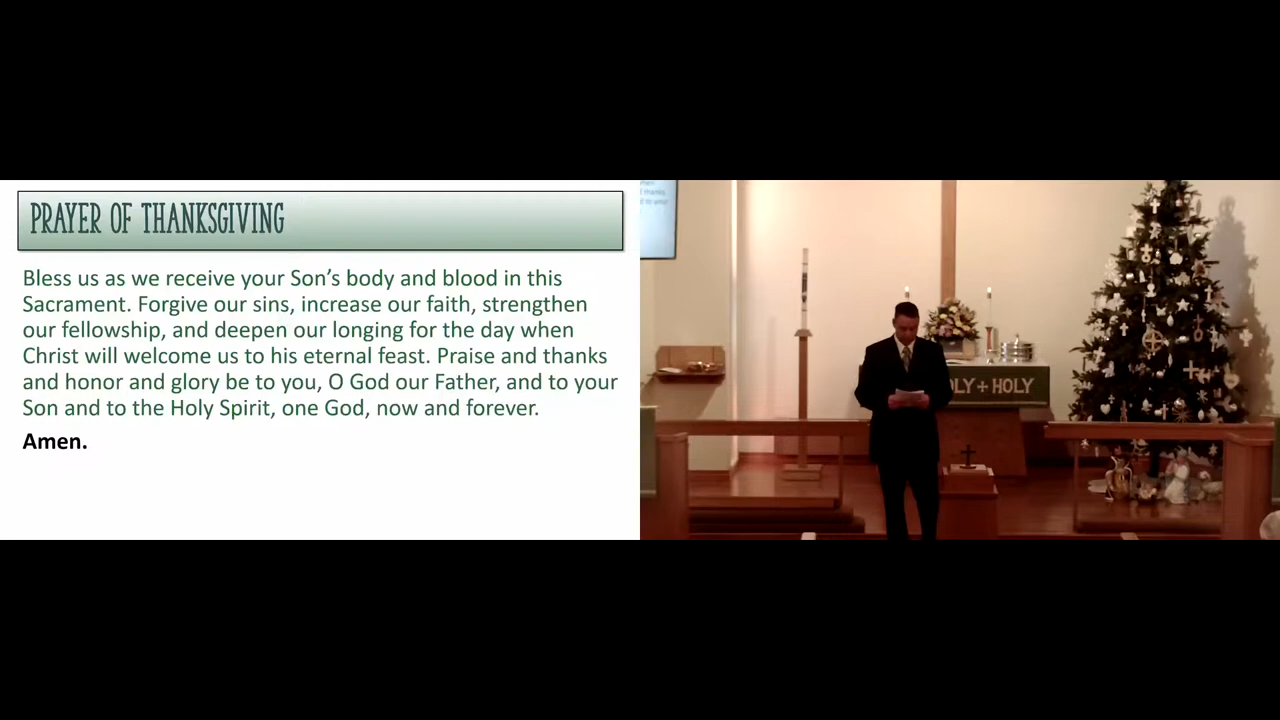 PRAYER OF THANKSGIVING
Bless us as we receive your Son's body and blood in this
Sacrament. Forgive our sins, increase our faith, strengthen
our fellowship, and deepen our longing for the day when
Christ will welcome us to his eternal feast. Praise and thanks
and honor and glory be to you, O God our Father, and to your
Son and to the Holy Spirit, one God, now and forever.
Amen.
OLY + HOLY